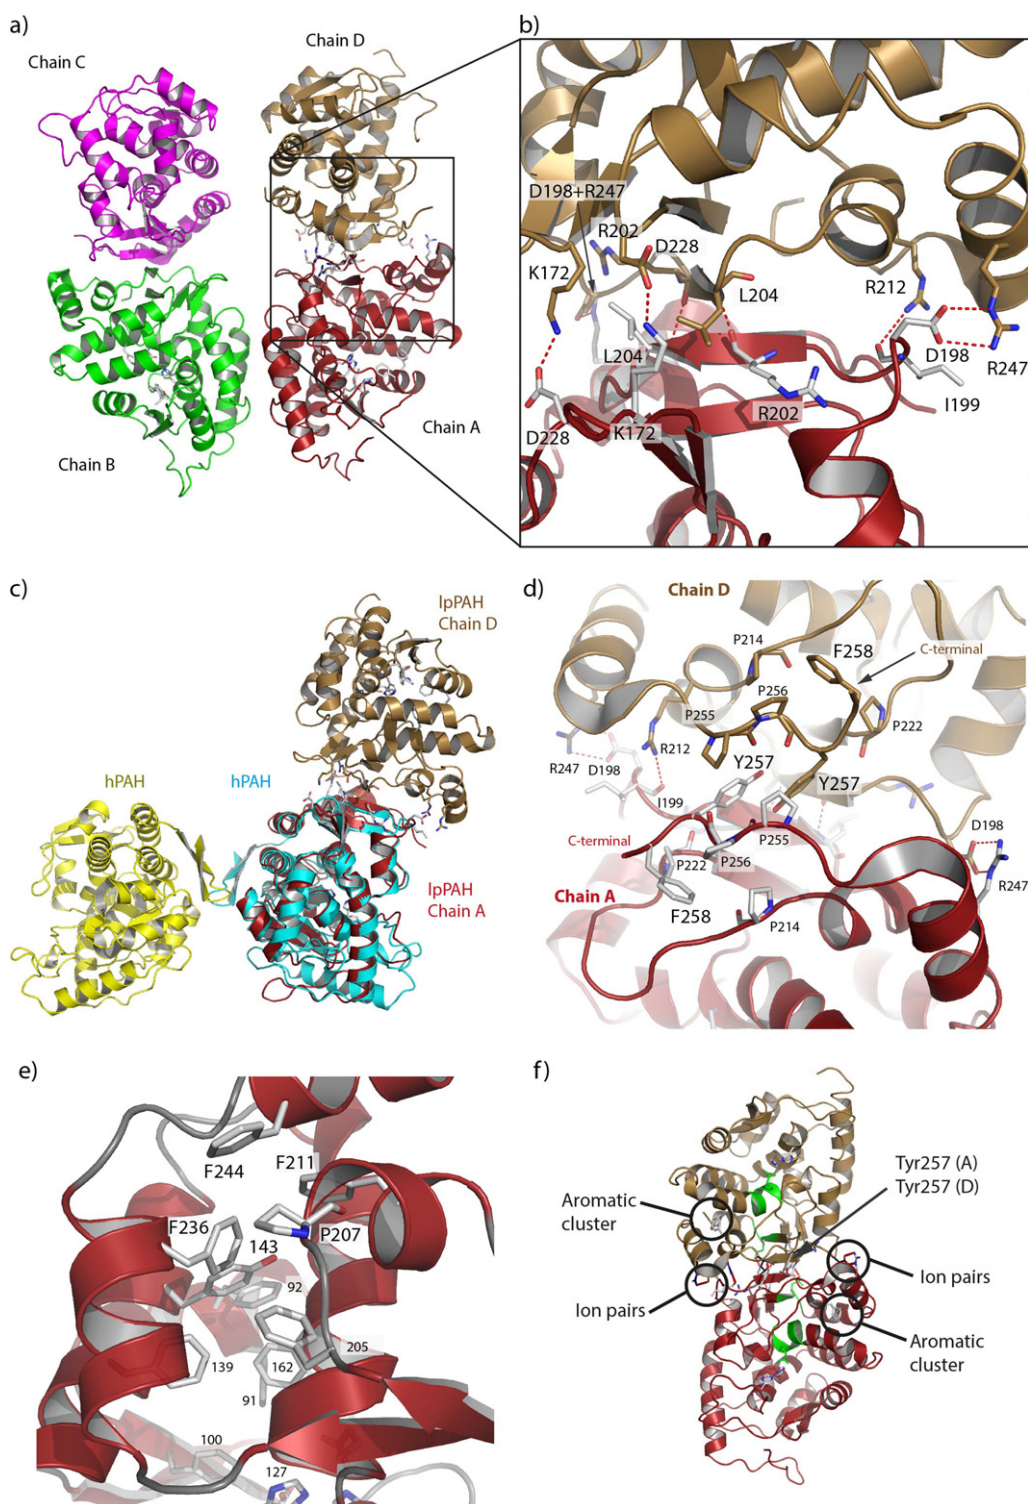 a)
Chain C
Chain D
Chain B
Chain A
b)
D198+R247
R202
D228
K172
L204
R212
L204
D198
R247
I199
R202
D228
K172
c)
lpPAH
Chain D
hPAH
hPAH
lpPAH
Chain A
d)
Chain D
P214
F258
C-terminal
P256
P255
P222
R212
R247
D198
Y257
Y257
I199
D198
C-terminal
P255
P222
P256
R247
Chain A
F258
P214
e)
F244
F211
F236
P207
143
92
139
162
205
91
100
127
f)
Tyr257 (A)
Tyr257 (D)
Aromatic
cluster
Ion pairs
Ion pairs
Aromatic
cluster